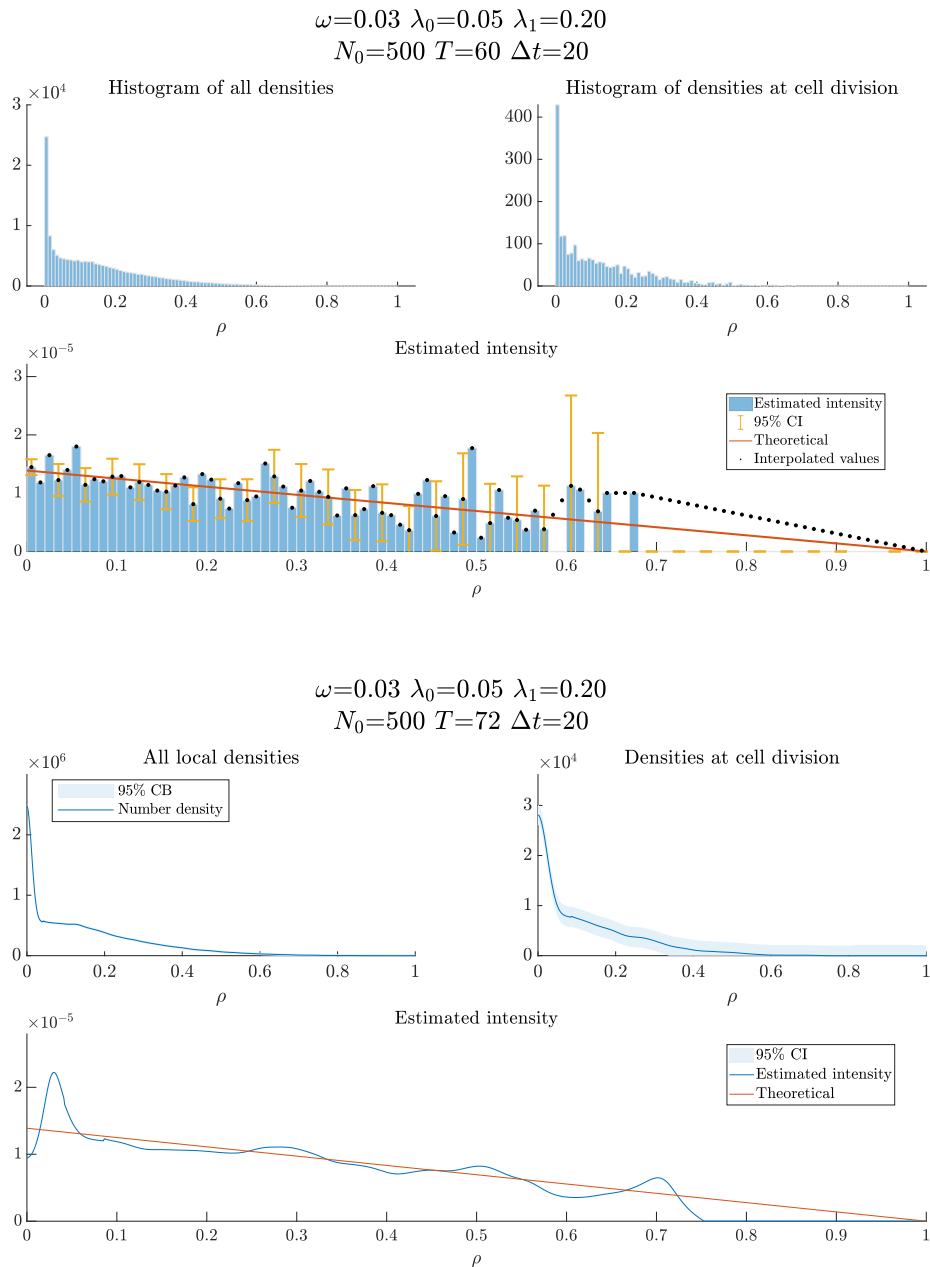 ω=0.03 λ₀=0.05 λ₁=0.20
N₀=500 T=60 Δt=20
Histogram of all densities
×10⁴
3
2
1
0
0 0.2 0.4 0.6 0.8 1
ρ
Histogram of densities at cell division
400
300
200
100
0
0 0.2 0.4 0.6 0.8 1
ρ
Estimated intensity
×10⁻⁵
3
2
1
0
Estimated intensity
95% CI
Theoretical
Interpolated values
0 0.1 0.2 0.3 0.4 0.5 0.6 0.7 0.8 0.9 1
ρ
ω=0.03 λ₀=0.05 λ₁=0.20
N₀=500 T=72 Δt=20
All local densities
×10⁶
95% CB
Number density
2
1
0
0 0.2 0.4 0.6 0.8 1
ρ
Densities at cell division
×10⁴
3
2
1
0
0 0.2 0.4 0.6 0.8 1
ρ
Estimated intensity
×10⁻⁵
95% CI
Estimated intensity
Theoretical
2
1
0
0 0.1 0.2 0.3 0.4 0.5 0.6 0.7 0.8 0.9 1
ρ